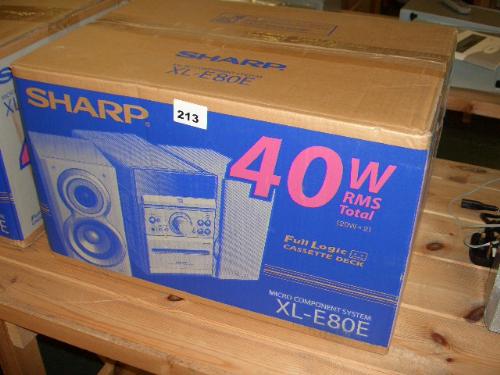 SHARP
XL-E80E
SHARP
213
40W
RMS
Total
(20W × 2)
Full Logic
CASSETTE DECK
MICRO COMPONENT SYSTEM
XL-E80E